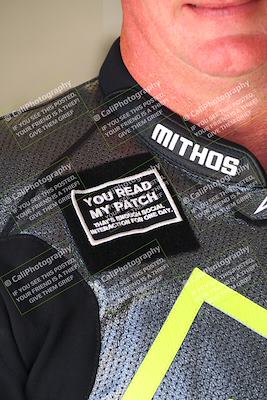 MITHOS
YOU READ
MY PATCH
THAT'S ENOUGH SOCIAL
INTERACTION FOR ONE DAY.
© CaliPhotography
IF YOU SEE THIS POSTED
THIS IS YOUR FRIEND?
GIVE THEM GRIEF!